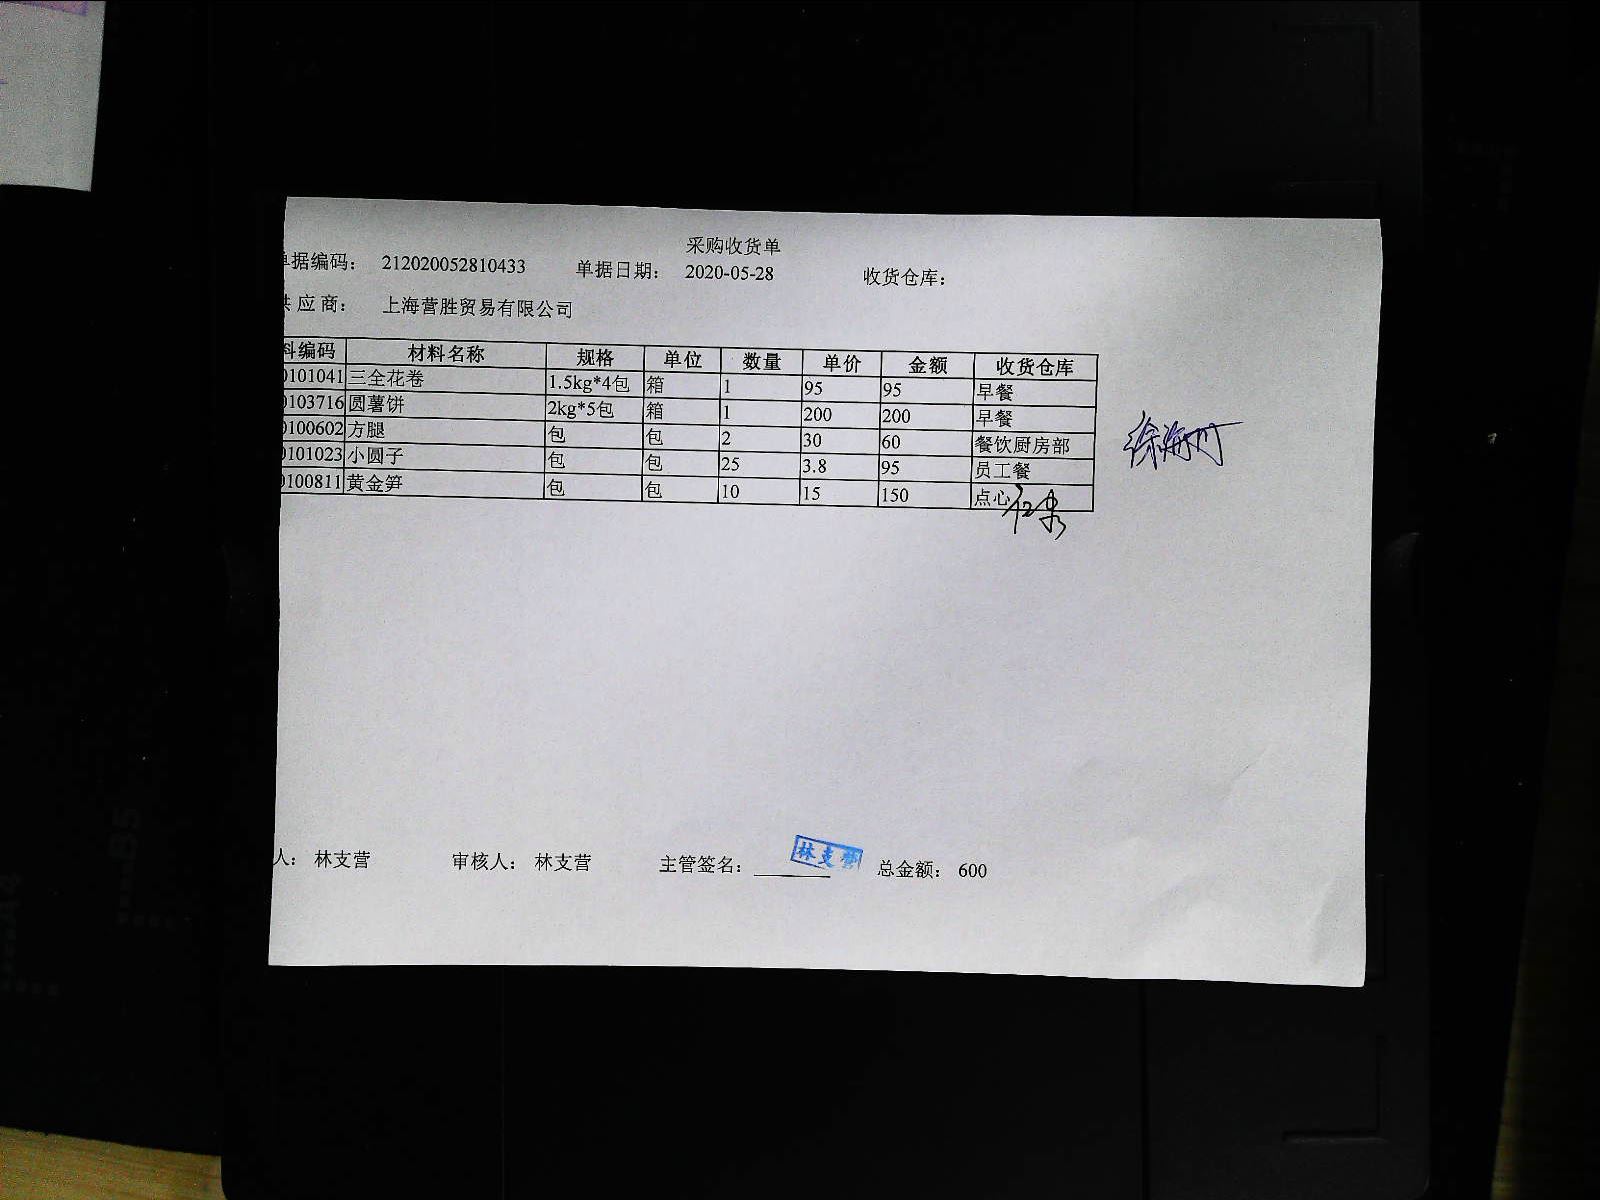 采购收货单
单据编码： 212020052810433 单据日期： 2020-05-28 收货仓库：
供应商： 上海营胜贸易有限公司
料编码 材料名称 规格 单位 数量 单价 金额 收货仓库
0101041 三全花卷 1.5kg*4包 箱 1 95 95 早餐
0103716 圆薯饼 2kg*5包 箱 1 200 200 早餐
0100602 方腿 包 包 2 30 60 餐饮厨房部
0101023 小圆子 包 包 25 3.8 95 员工餐
0100811 黄金笋 包 包 10 15 150 点心
人： 林支营 审核人： 林支营 主管签名： 林支营 总金额： 600